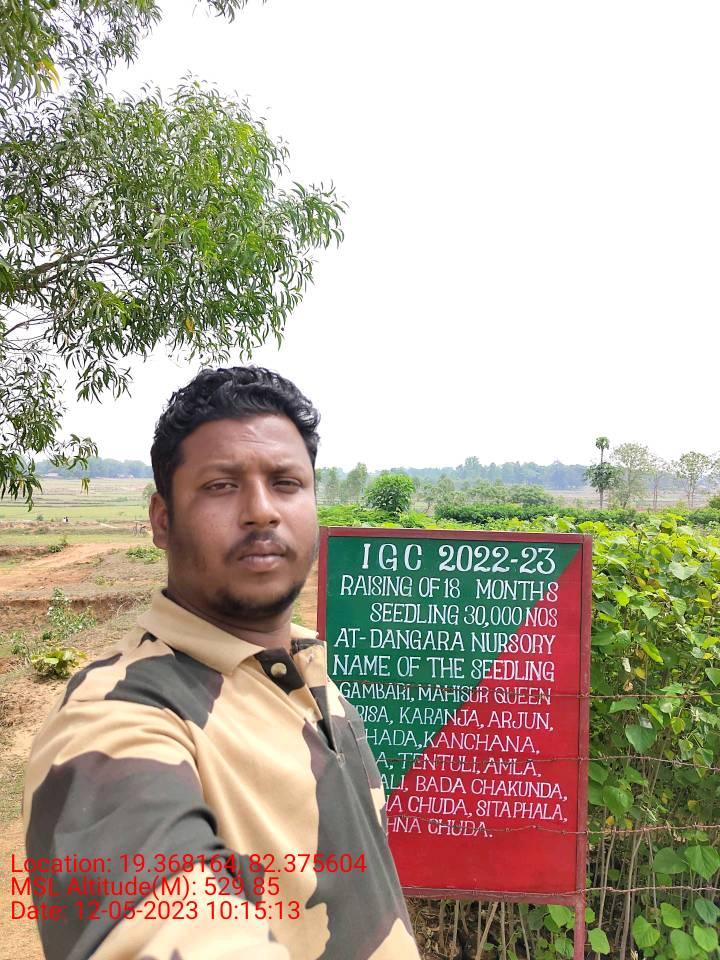 IGC 2022-23
RAISING OF 18 MONTHS
SEEDLING 30,000 NOS
AT- DANGARA NURSORY
NAME OF THE SEEDLING
GAMBARI, MAHISUR QUEEN
KARANJA, ARJUN,
KANCHANA,
TENTULI, AMLA,
BADA CHAKUNDA,
CHUDA, SITAPHALA,
CHUDA.
Location: 19.368164, 82.375604
MSL Altitude(M): 529.85
Date: 12-05-2023 10:15:13